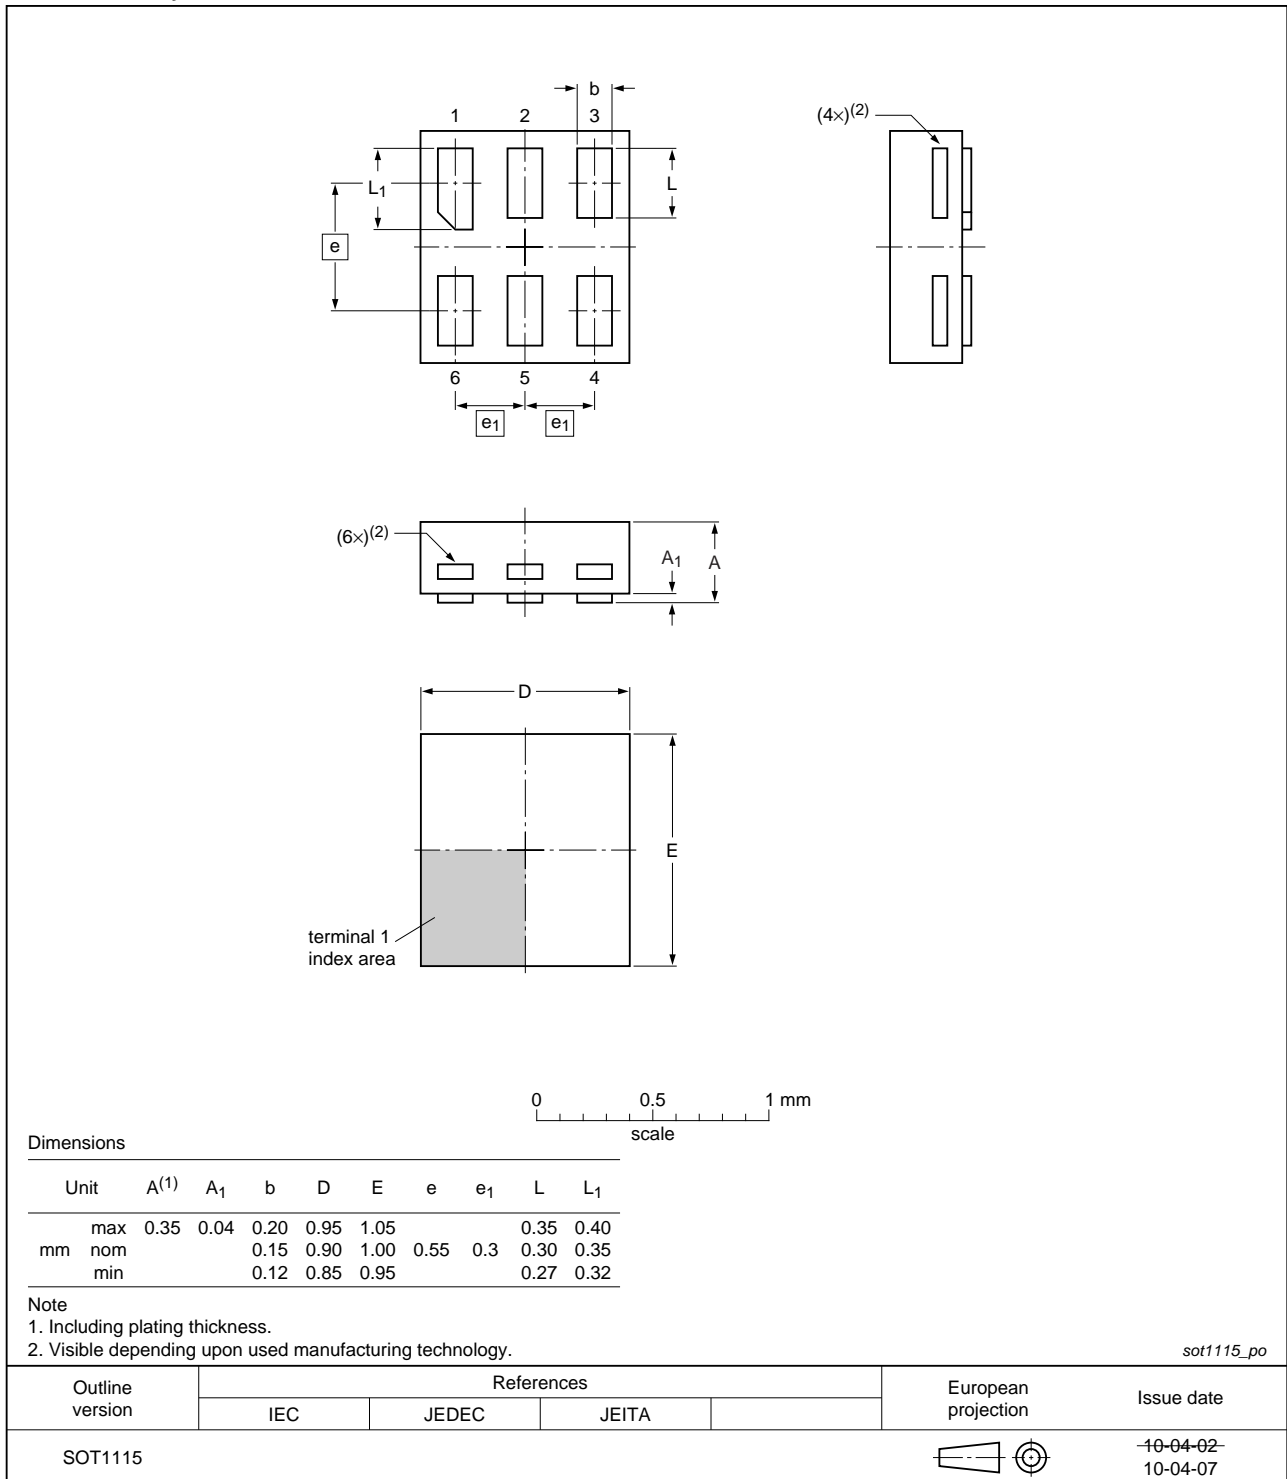 b
1 2 3
(4×)(2)
L1
L
e
6 5 4
e1 e1
(6×)(2)
A1 A
D
E
terminal 1
index area
0 0.5 1 mm
scale
Dimensions
Unit A(1) A1 b D E e e1 L L1
max 0.35 0.04 0.20 0.95 1.05 0.35 0.40
mm nom 0.15 0.90 1.00 0.55 0.3 0.30 0.35
min 0.12 0.85 0.95 0.27 0.32
Note
1. Including plating thickness.
2. Visible depending upon used manufacturing technology.
sot1115_po
Outline
version
References
IEC JEDEC JEITA
European
projection
Issue date
SOT1115
10-04-02
10-04-07